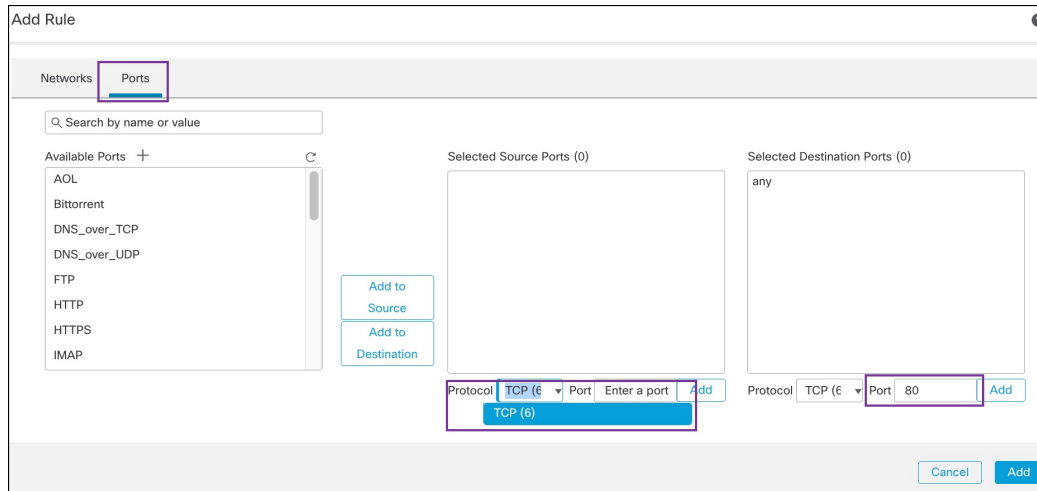 Add Rule
Networks Ports
Search by name or value
Available Ports
Selected Source Ports (0)
Selected Destination Ports (0)
AOL
Bittorrent
DNS_over_TCP
DNS_over_UDP
FTP
HTTP
HTTPS
IMAP
Add to
Source
Add to
Destination
any
Protocol TCP (6 Port Enter a port Add
TCP (6)
Protocol TCP (6 Port 80 Add
Cancel Add